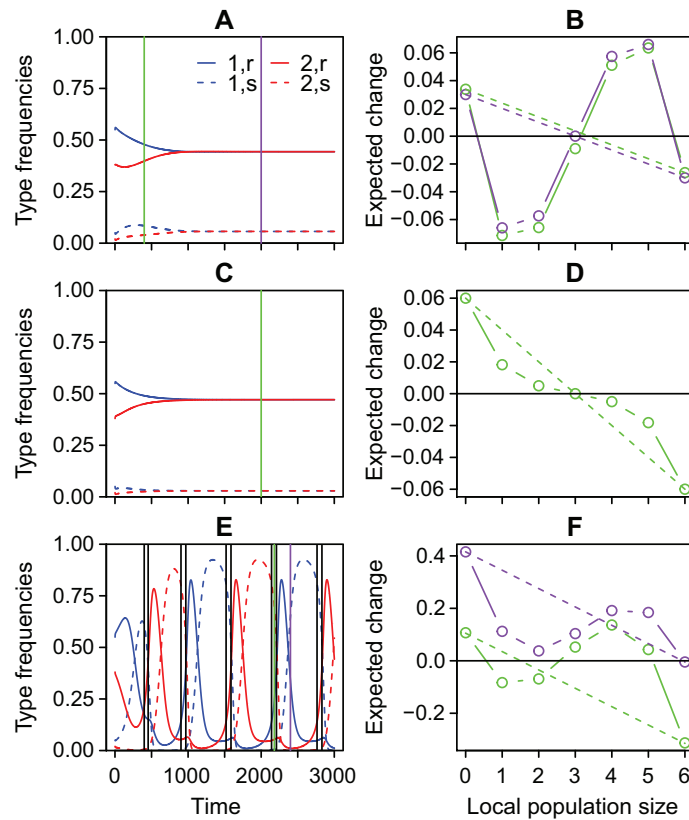 A
Type frequencies
1.00
0.75
0.50
0.25
0.00
1,r
2,r
1,s
2,s
B
Expected change
0.06
0.04
0.02
0.00
−0.02
−0.04
−0.06
C
Type frequencies
1.00
0.75
0.50
0.25
0.00
D
Expected change
0.06
0.04
0.02
0.00
−0.02
−0.04
−0.06
E
Type frequencies
1.00
0.75
0.50
0.25
0.00
0 1000 2000 3000
Time
F
Expected change
0.4
0.2
0.0
−0.2
0 1 2 3 4 5 6
Local population size